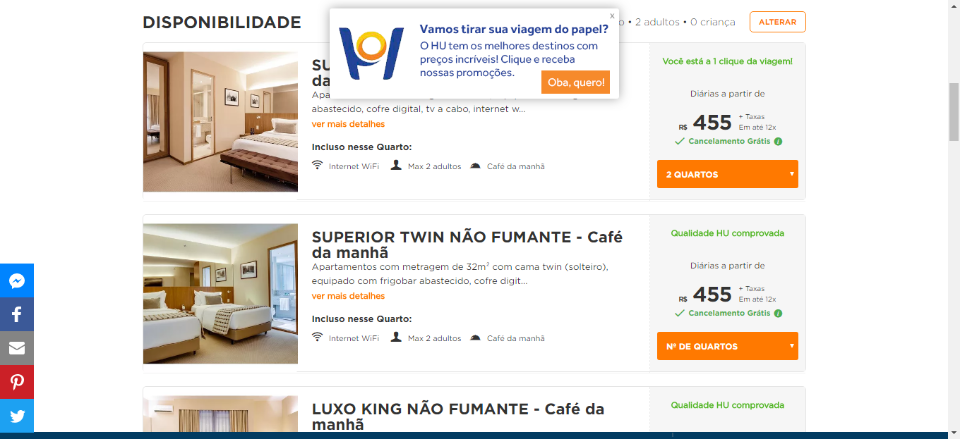 DISPONIBILIDADE
• 2 adultos • 0 criança
ALTERAR
x
Vamos tirar sua viagem do papel?
O HU tem os melhores destinos com
preços incríveis! Clique e receba
nossas promoções.
Oba, quero!
abastecido, cofre digital, tv a cabo, internet w...
ver mais detalhes
Incluso nesse Quarto:
Internet WiFi
Max 2 adultos
Café da manhã
Você está a 1 clique da viagem!
Diárias a partir de
R$ 455 + Taxas
Em até 12x
Cancelamento Grátis i
2 QUARTOS
SUPERIOR TWIN NÃO FUMANTE - Café
da manhã
Apartamentos com metragem de 32m² com cama twin (solteiro),
equipado com frigobar abastecido, cofre digit...
ver mais detalhes
Incluso nesse Quarto:
Internet WiFi
Max 2 adultos
Café da manhã
Qualidade HU comprovada
Diárias a partir de
R$ 455 + Taxas
Em até 12x
Cancelamento Grátis i
Nº DE QUARTOS
LUXO KING NÃO FUMANTE - Café da
manhã
Qualidade HU comprovada